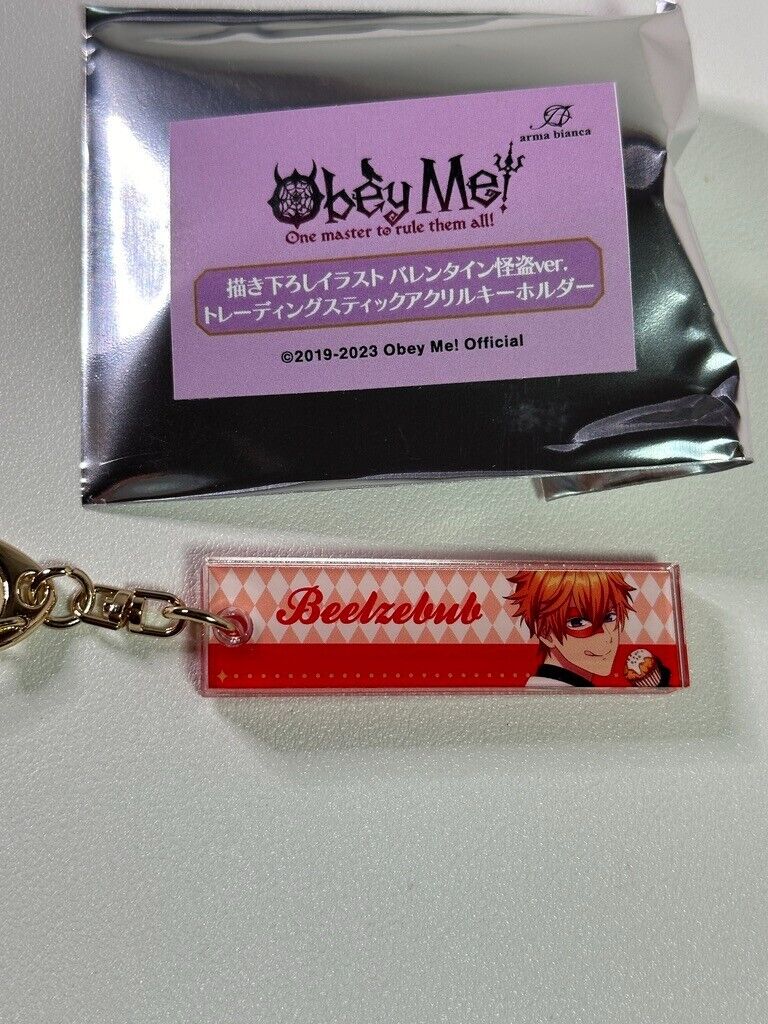 arma bianca
Obey Me!
One master to rule them all!
描き下ろしイラスト バレンタイン怪盗ver.
トレーディングスティックアクリルキーホルダー
©2019-2023 Obey Me! Official
Beelzebub